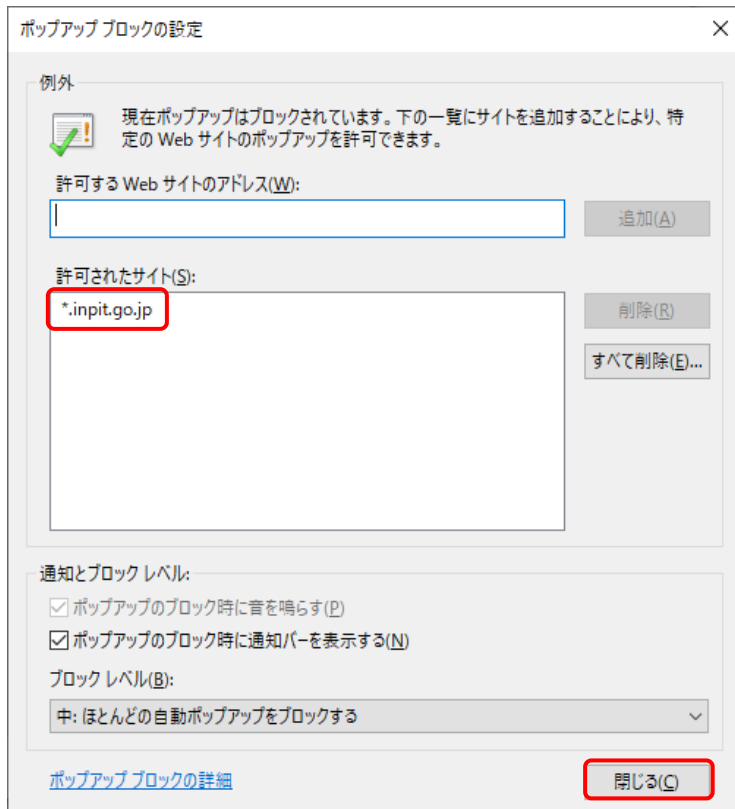 ポップアップ ブロックの設定
例外
現在ポップアップはブロックされています。下の一覧にサイトを追加することにより、特
定の Web サイトのポップアップを許可できます。
許可する Web サイトのアドレス(W):
追加(A)
許可されたサイト(S):
*.inpit.go.jp
削除(R)
すべて削除(E)...
通知とブロック レベル:
ポップアップのブロック時に音を鳴らす(P)
ポップアップのブロック時に通知バーを表示する(N)
ブロック レベル(B):
中: ほとんどの自動ポップアップをブロックする
ポップアップ ブロックの詳細
閉じる(C)